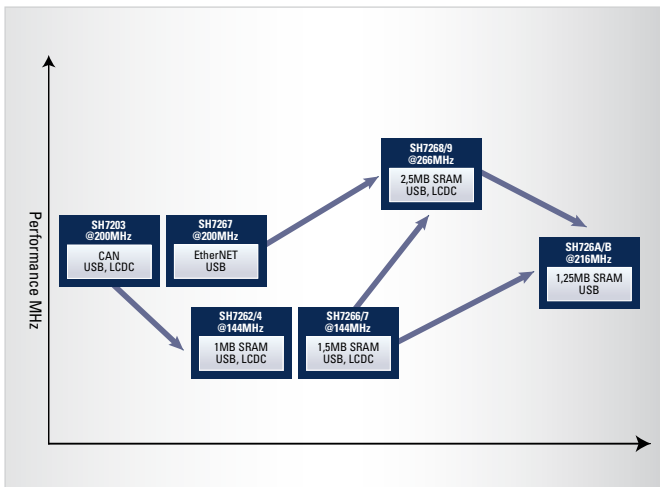 Performance MHz
SH7268/9
@266MHz
2,5MB SRAM
USB, LCDC
SH7203
@200MHz
CAN
USB, LCDC
SH7267
@200MHz
EtherNET
USB
SH726A/B
@216MHz
1,25MB SRAM
USB
SH7262/4
@144MHz
1MB SRAM
USB, LCDC
SH7266/7
@144MHz
1,5MB SRAM
USB, LCDC